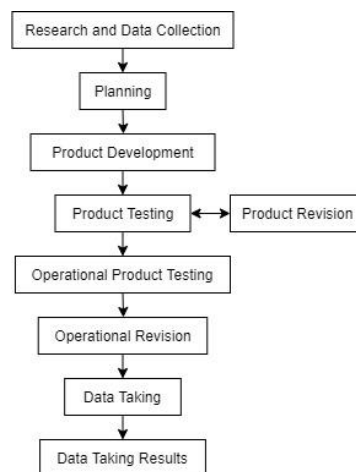 Research and Data Collection
Planning
Product Development
Product Testing
Product Revision
Operational Product Testing
Operational Revision
Data Taking
Data Taking Results